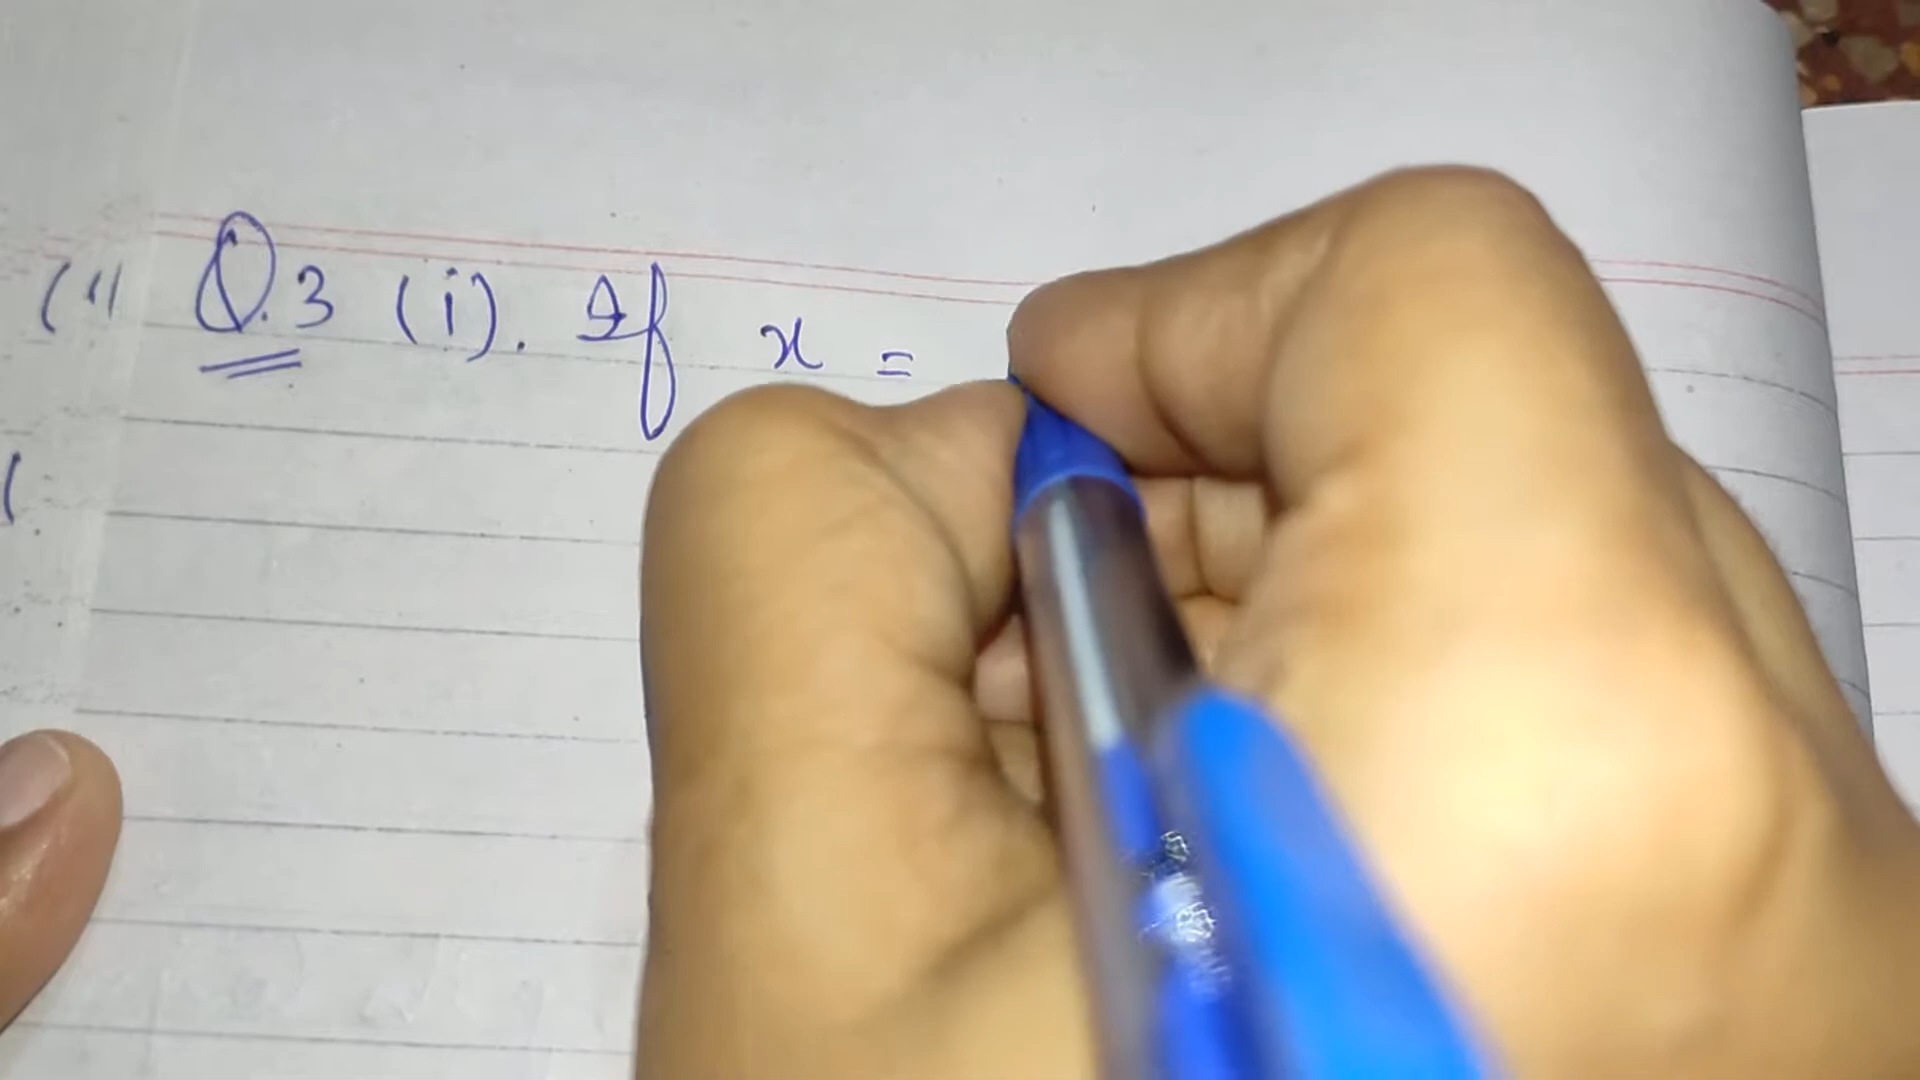 Q.3 (i). If x =